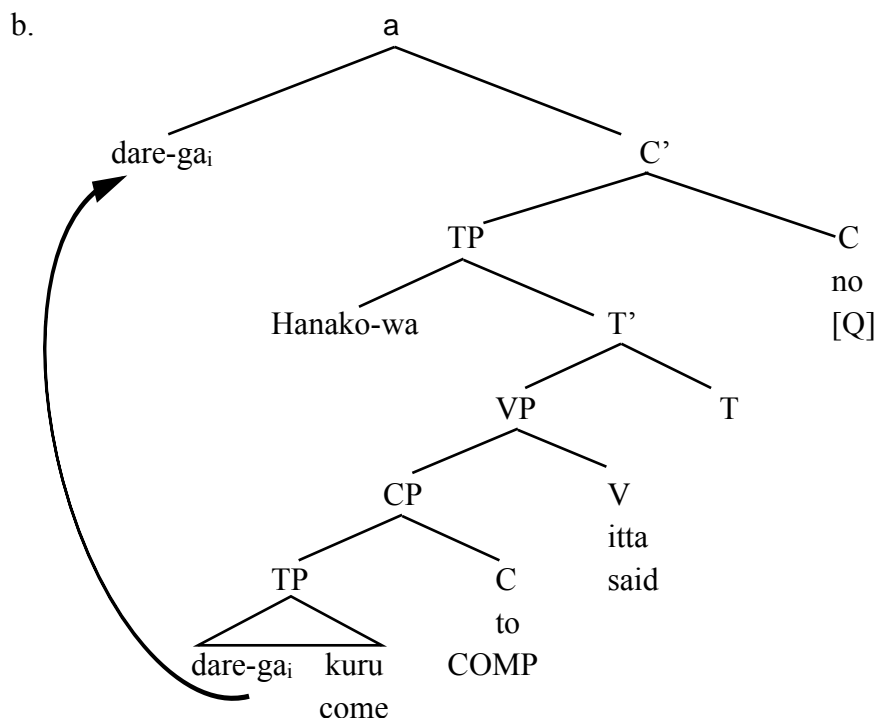 b.
a
dare-gaᵢ C’
TP C
no
Hanako-wa T’ [Q]
VP T
CP V
itta
TP C said
to
dare-gaᵢ kuru COMP
come